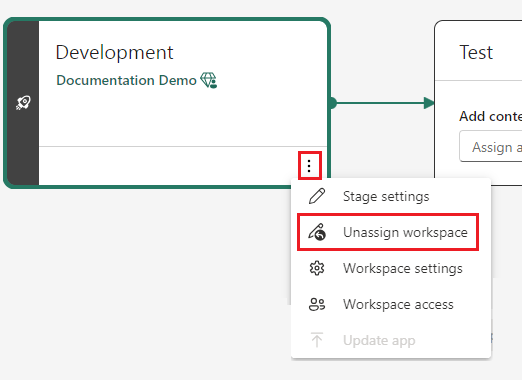 Development
Documentation Demo
Test
Add conte
Assign a
Stage settings
Unassign workspace
Workspace settings
Workspace access
Update app